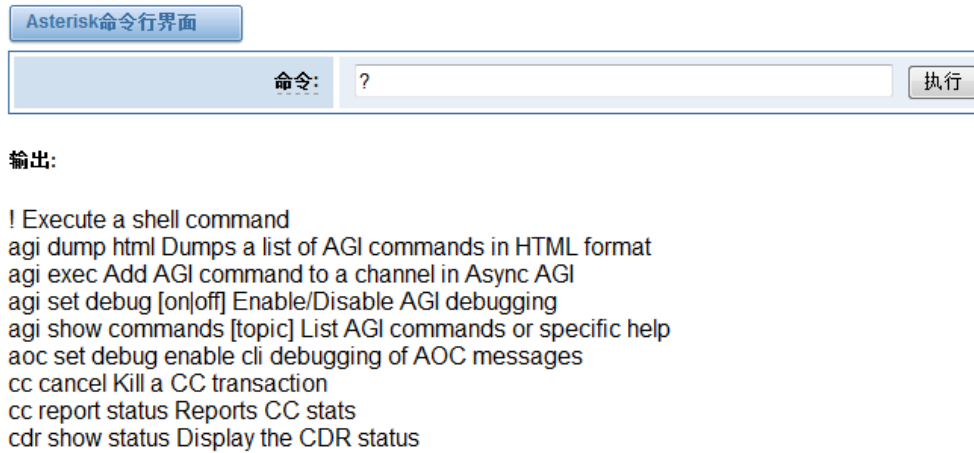 Asterisk命令行界面
命令: ? 执行
输出:
! Execute a shell command
agi dump html Dumps a list of AGI commands in HTML format
agi exec Add AGI command to a channel in Async AGI
agi set debug [on|off] Enable/Disable AGI debugging
agi show commands [topic] List AGI commands or specific help
aoc set debug enable cli debugging of AOC messages
cc cancel Kill a CC transaction
cc report status Reports CC stats
cdr show status Display the CDR status